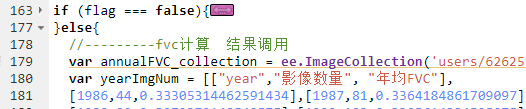 163 if (flag === false){
177 }else{
178 //---------fvc计算  结果调用
179 var annualFVC_collection = ee.ImageCollection('users/62625
180 var yearImgNum = [["year","影像数量", "年均FVC"],
181 [1986,44,0.33305314462591434],[1987,81,0.3364184861709097]